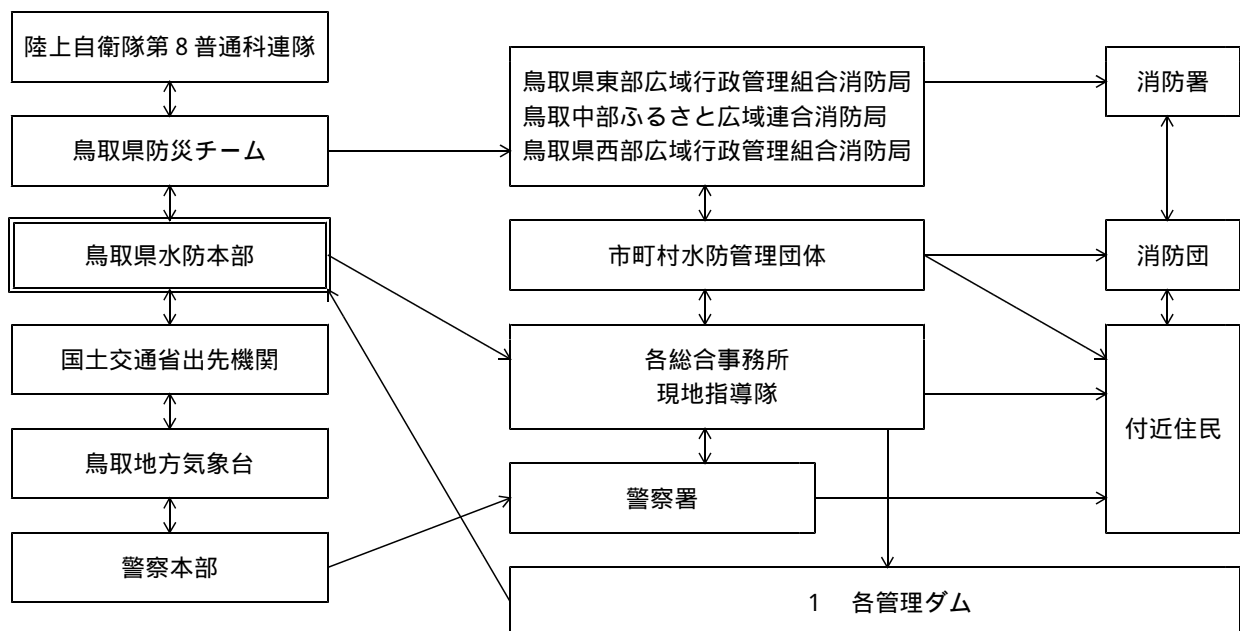 陸上自衛隊第８普通科連隊
鳥取県防災チーム
鳥取県水防本部
国土交通省出先機関
鳥取地方気象台
警察本部
鳥取県東部広域行政管理組合消防局
鳥取中部ふるさと広域連合消防局
鳥取県西部広域行政管理組合消防局
市町村水防管理団体
各総合事務所
現地指導隊
警察署
1　各管理ダム
消防署
消防団
付近住民